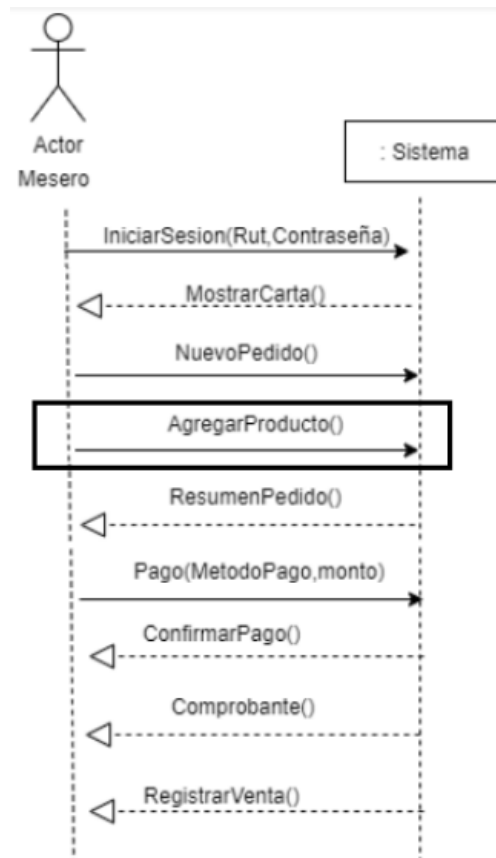 Actor
Mesero
: Sistema
IniciarSesion(Rut,Contraseña)
MostrarCarta()
NuevoPedido()
AgregarProducto()
ResumenPedido()
Pago(MetodoPago,monto)
ConfirmarPago()
Comprobante()
RegistrarVenta()